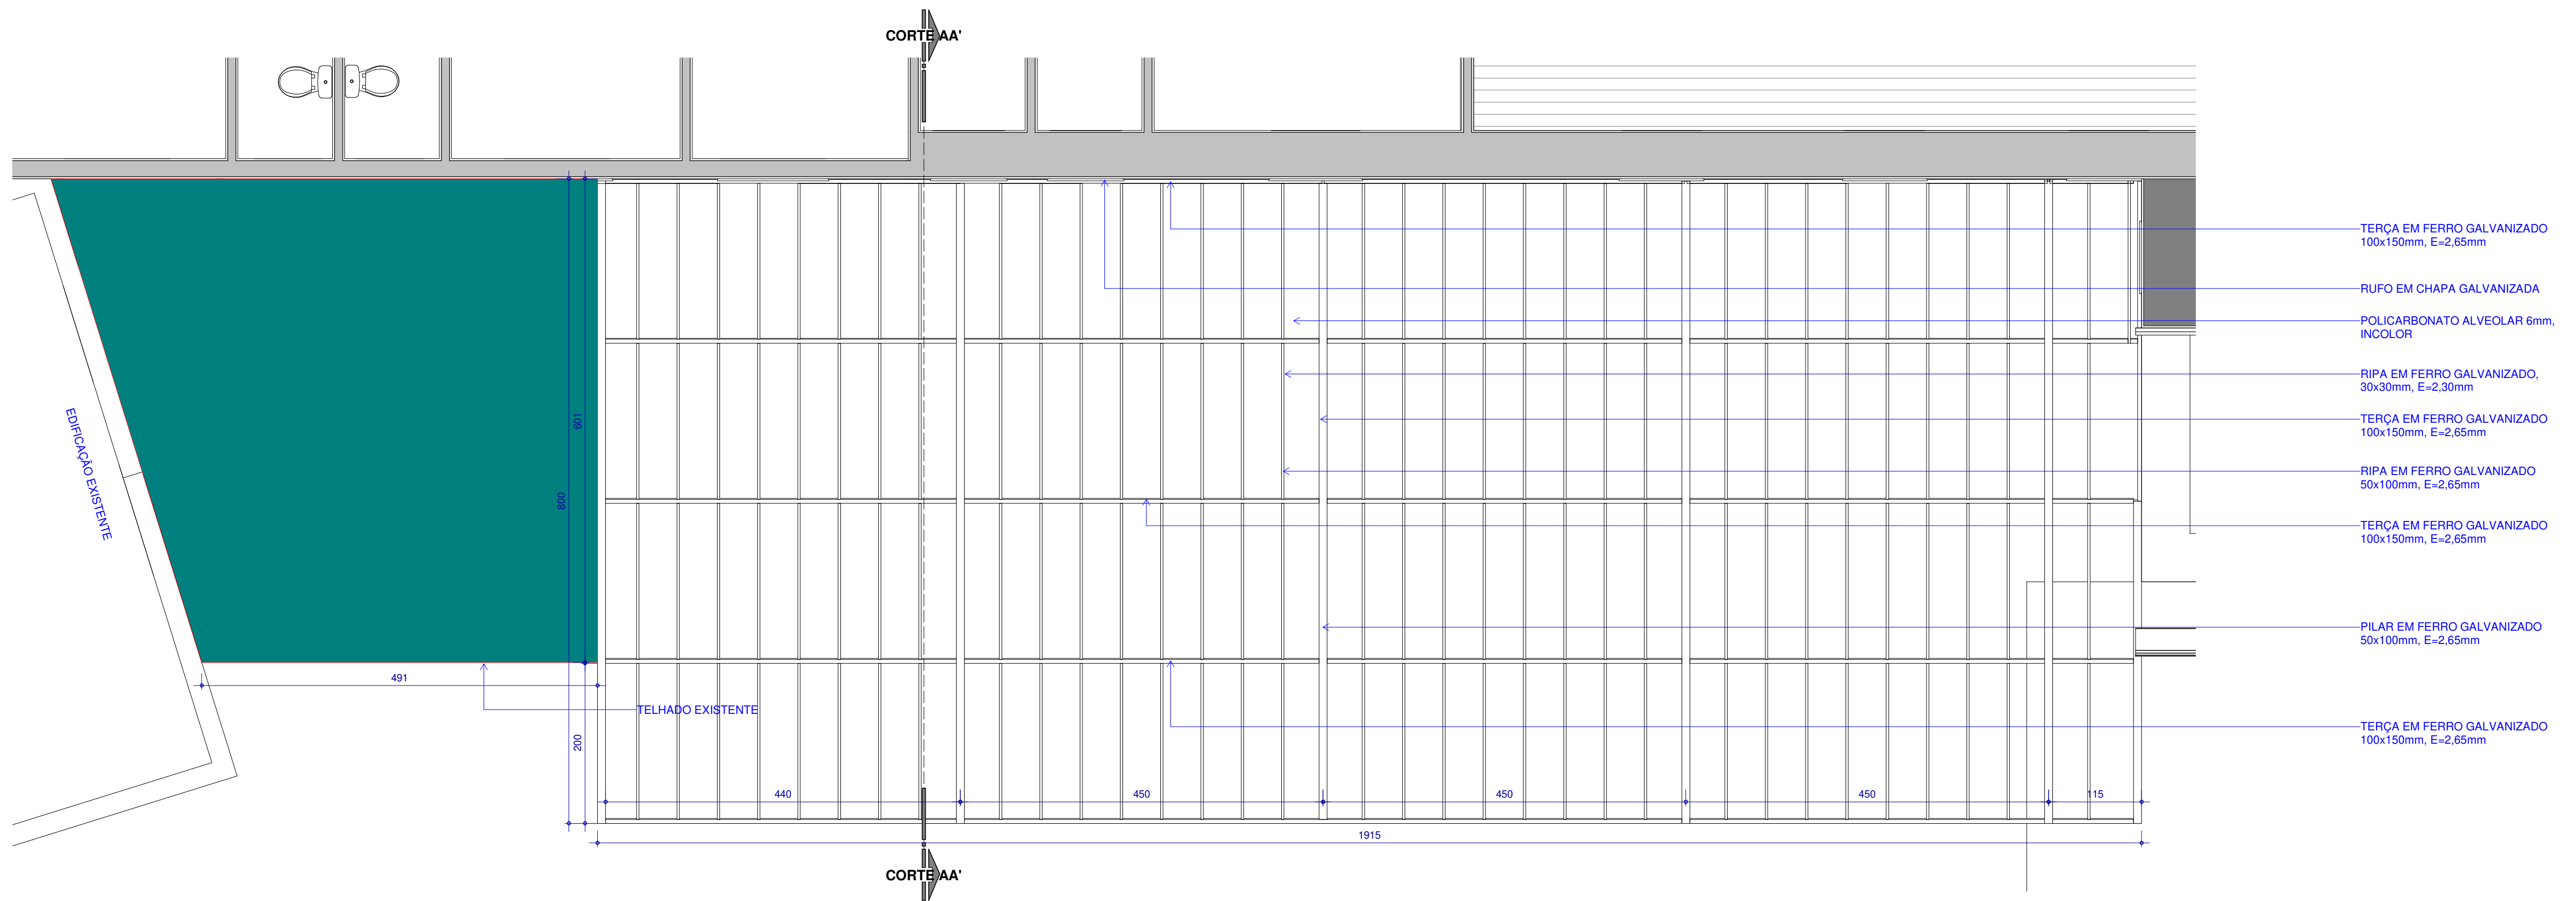 CORTE AA'
TERÇA EM FERRO GALVANIZADO
100x150mm, E=2,65mm
RUFO EM CHAPA GALVANIZADA
POLICARBONATO ALVEOLAR 6mm,
INCOLOR
RIPA EM FERRO GALVANIZADO,
30x30mm, E=2,30mm
TERÇA EM FERRO GALVANIZADO
100x150mm, E=2,65mm
RIPA EM FERRO GALVANIZADO
50x100mm, E=2,65mm
TERÇA EM FERRO GALVANIZADO
100x150mm, E=2,65mm
PILAR EM FERRO GALVANIZADO
50x100mm, E=2,65mm
TERÇA EM FERRO GALVANIZADO
100x150mm, E=2,65mm
EDIFICAÇÃO EXISTENTE
601
800
491
TELHADO EXISTENTE
200
440
450
450
450
115
1915
CORTE AA'